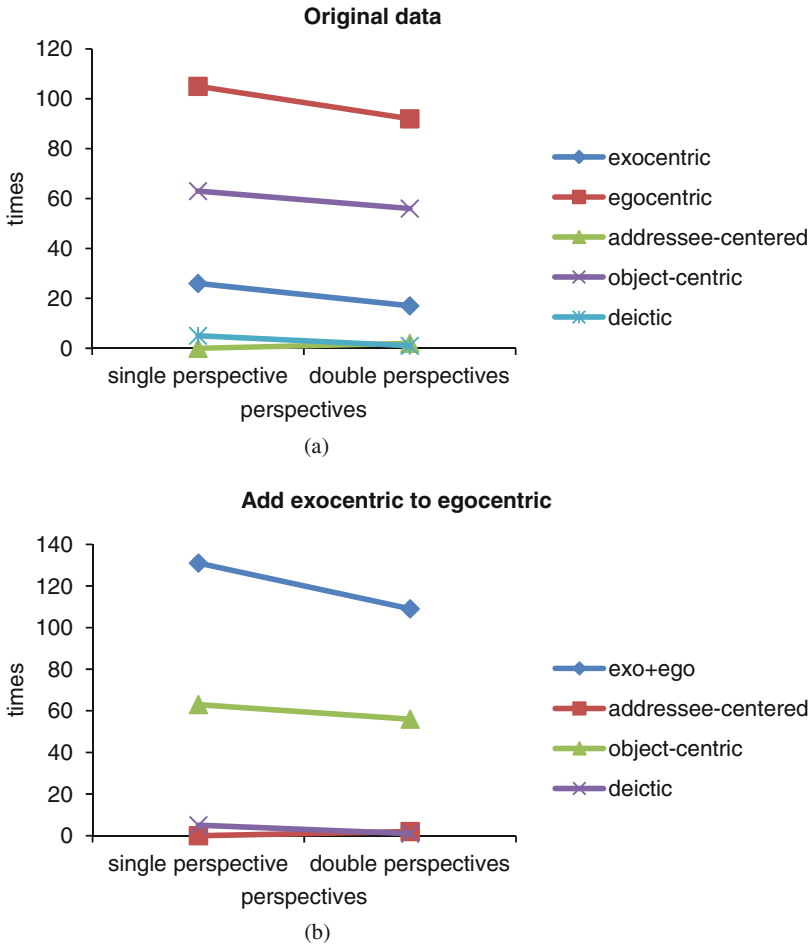 Original data
120
100
80
60
40
20
0
times
single perspective double perspectives
perspectives
exocentric
egocentric
addressee-centered
object-centric
deictic
(a)
Add exocentric to egocentric
140
120
100
80
60
40
20
0
times
single perspective double perspectives
perspectives
exo+ego
addressee-centered
object-centric
deictic
(b)